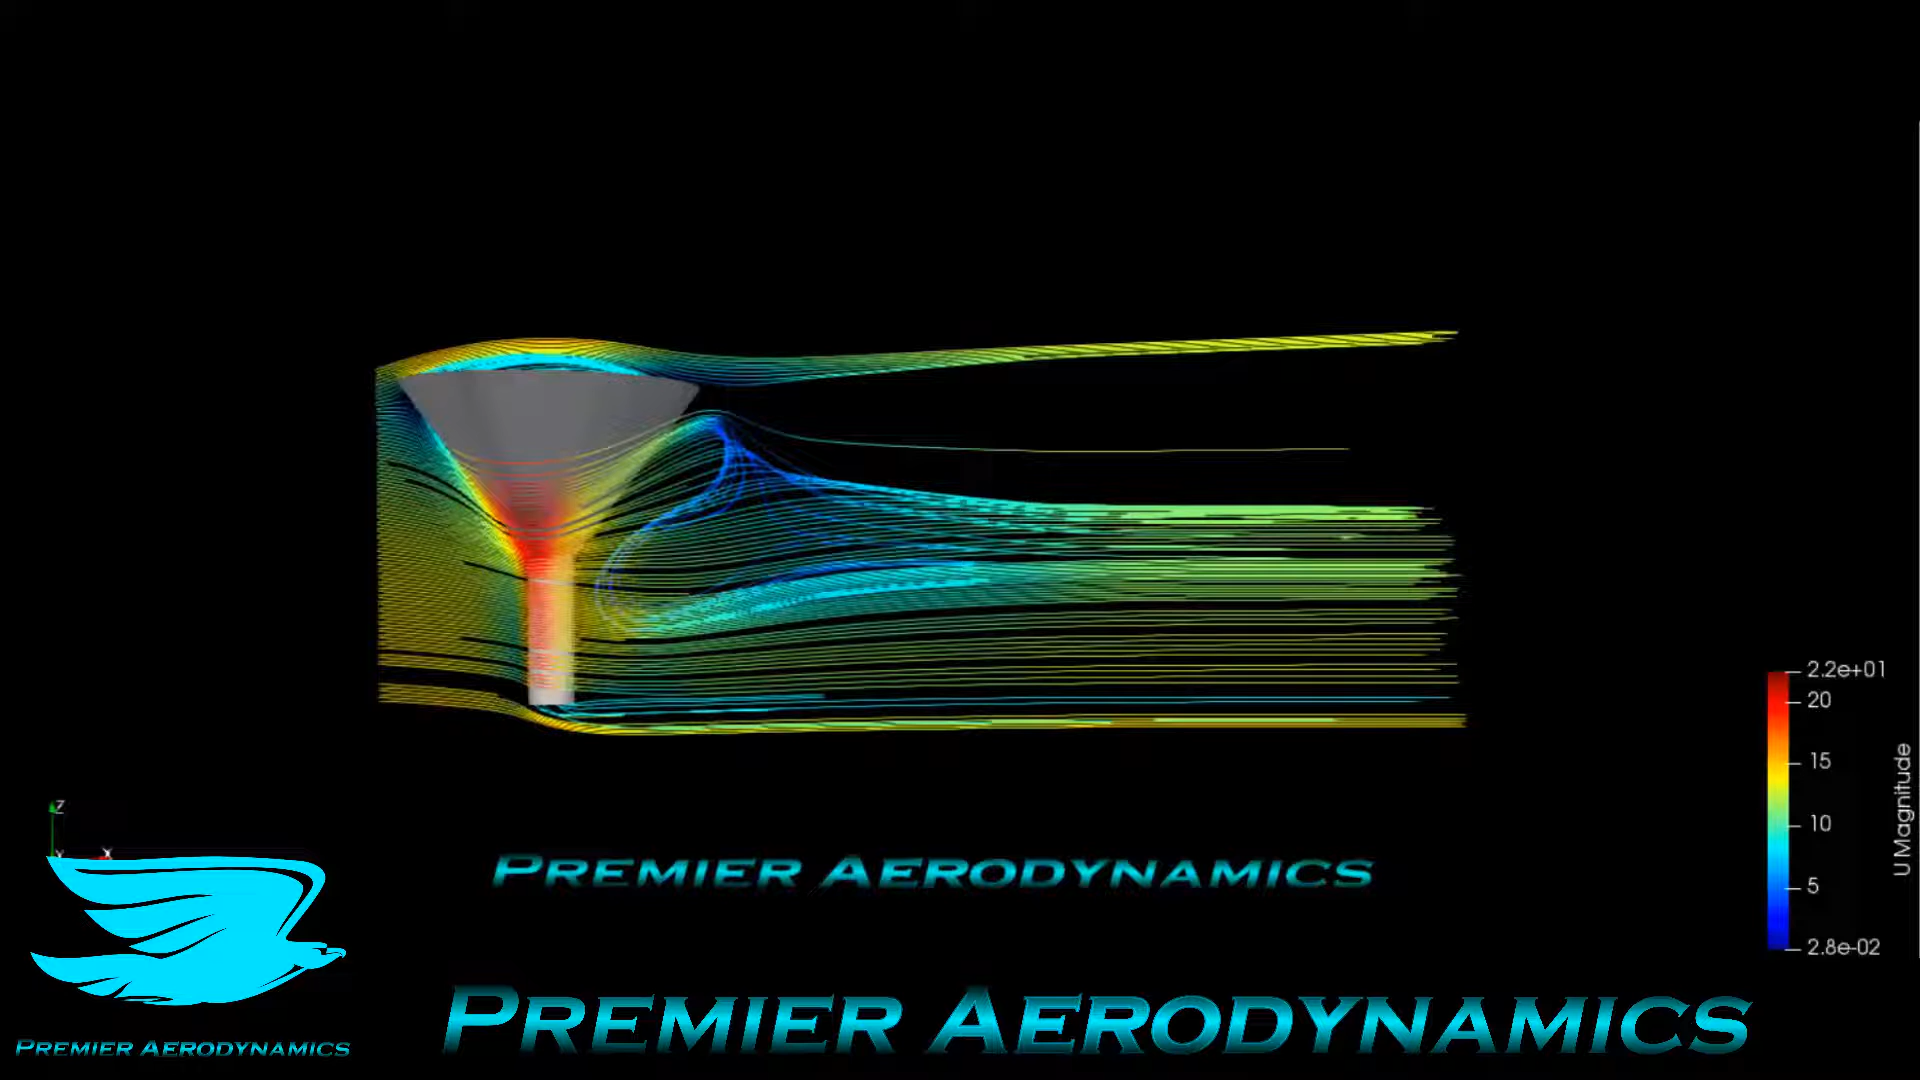 2.2e+01
20
15
10
5
2.8e-02
U Magnitude
Z
Y
X
PREMIER AERODYNAMICS
PREMIER AERODYNAMICS
PREMIER AERODYNAMICS